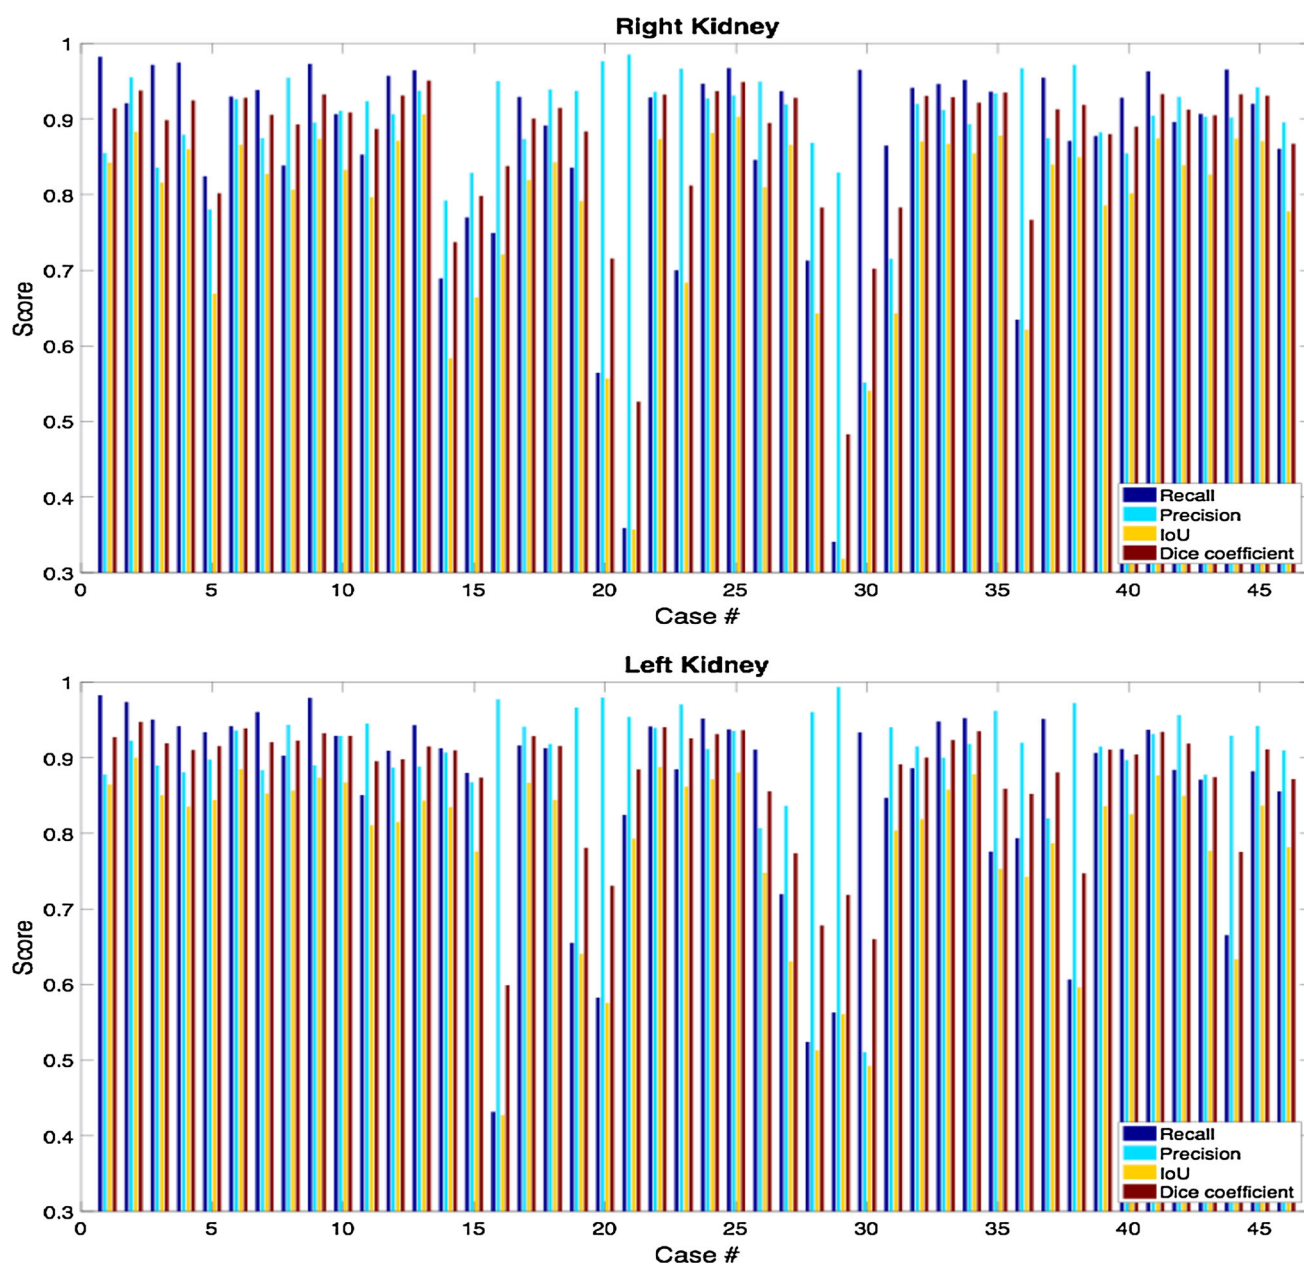 Right Kidney
1
0.9
0.8
0.7
0.6
0.5
0.4
0.3
Score
0 5 10 15 20 25 30 35 40 45
Case #
Recall
Precision
IoU
Dice coefficient
Left Kidney
1
0.9
0.8
0.7
0.6
0.5
0.4
0.3
Score
0 5 10 15 20 25 30 35 40 45
Case #
Recall
Precision
IoU
Dice coefficient